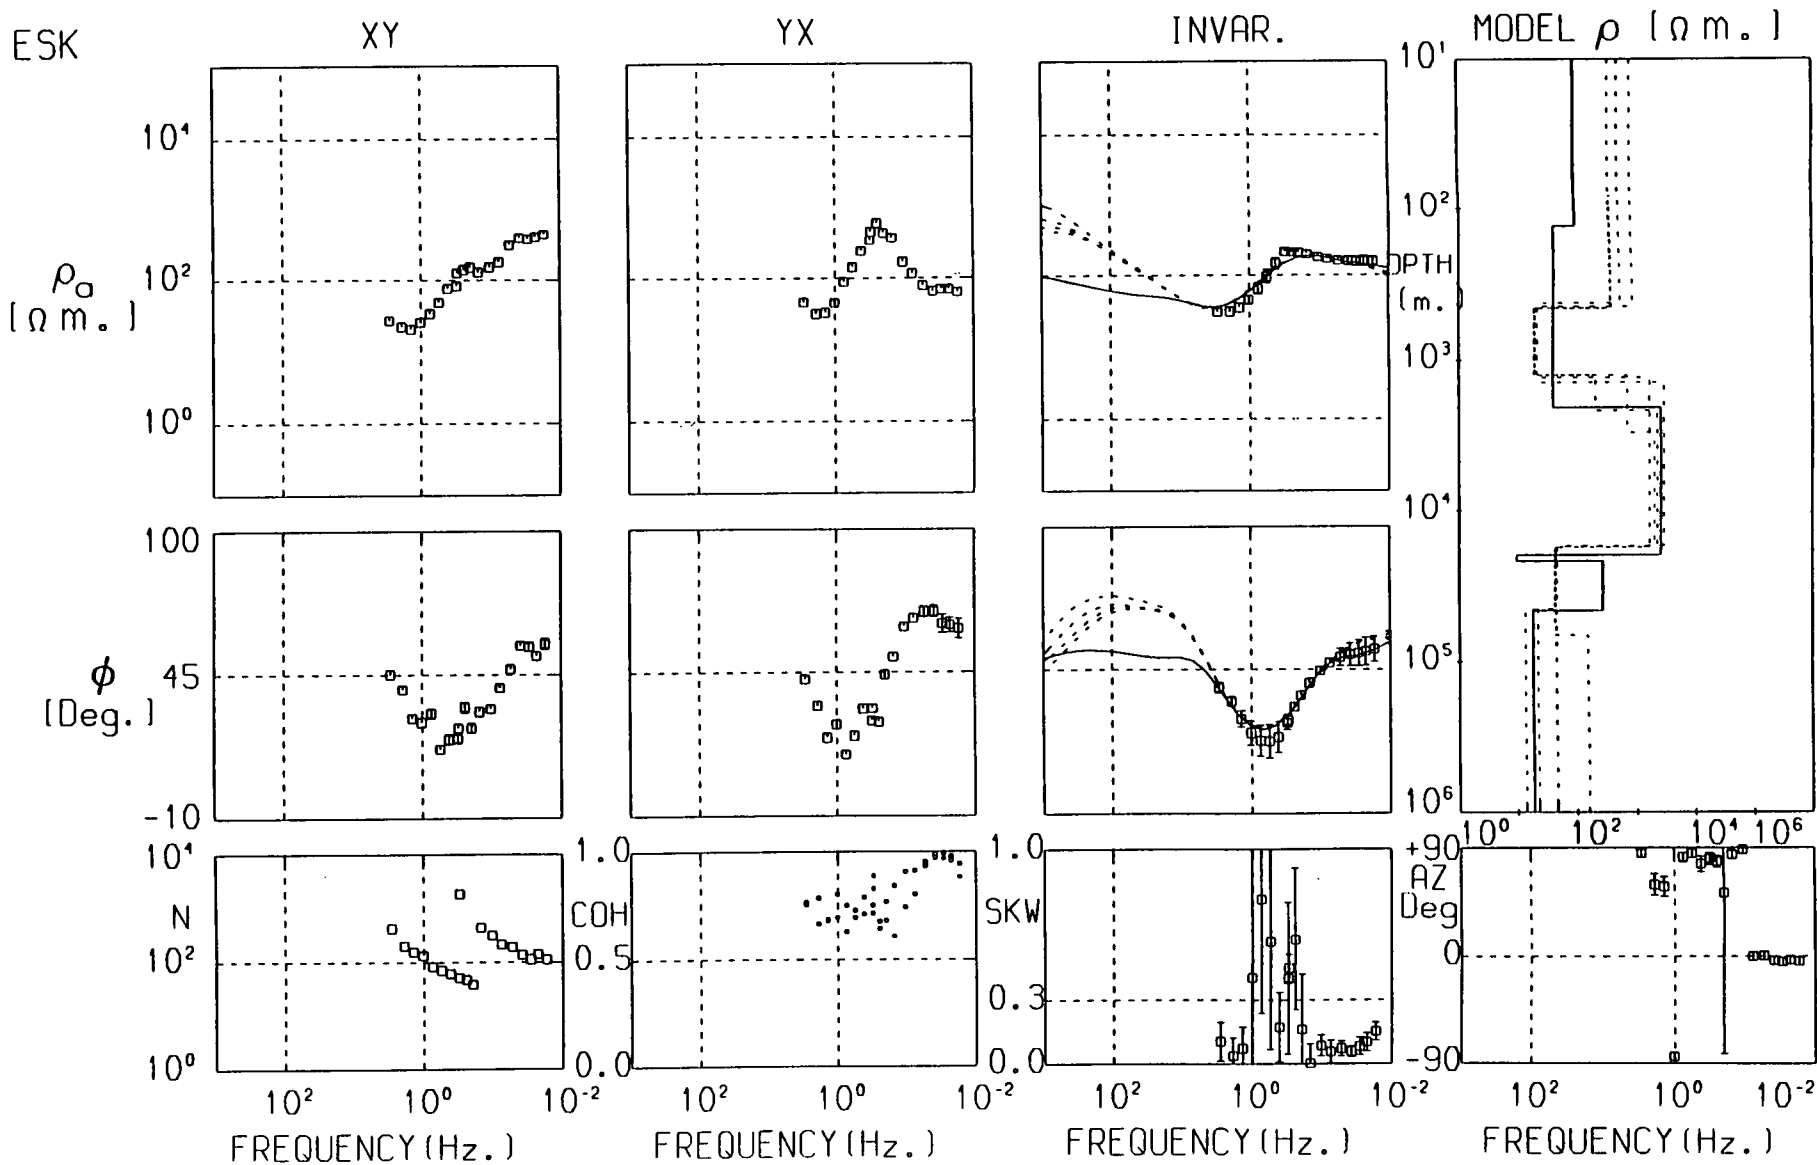 ESK
XY
YX
INVAR.
MODEL ρ [Ω m.]
10⁴
10²
10⁰
ρa
[Ω m.]
DPTH
(m.)
10¹
10²
10³
10⁴
10⁵
10⁶
100
45
-10
ϕ
[Deg.]
10⁰ 10² 10⁴ 10⁶
10⁴
N
10²
10⁰
1.0
COH
0.5
0.0
1.0
SKW
0.3
0.0
+90
AZ
Deg
0
-90
10² 10⁰ 10⁻²
10² 10⁰ 10⁻²
10² 10⁰ 10⁻²
10² 10⁰ 10⁻²
FREQUENCY(Hz.)
FREQUENCY(Hz.)
FREQUENCY(Hz.)
FREQUENCY(Hz.)